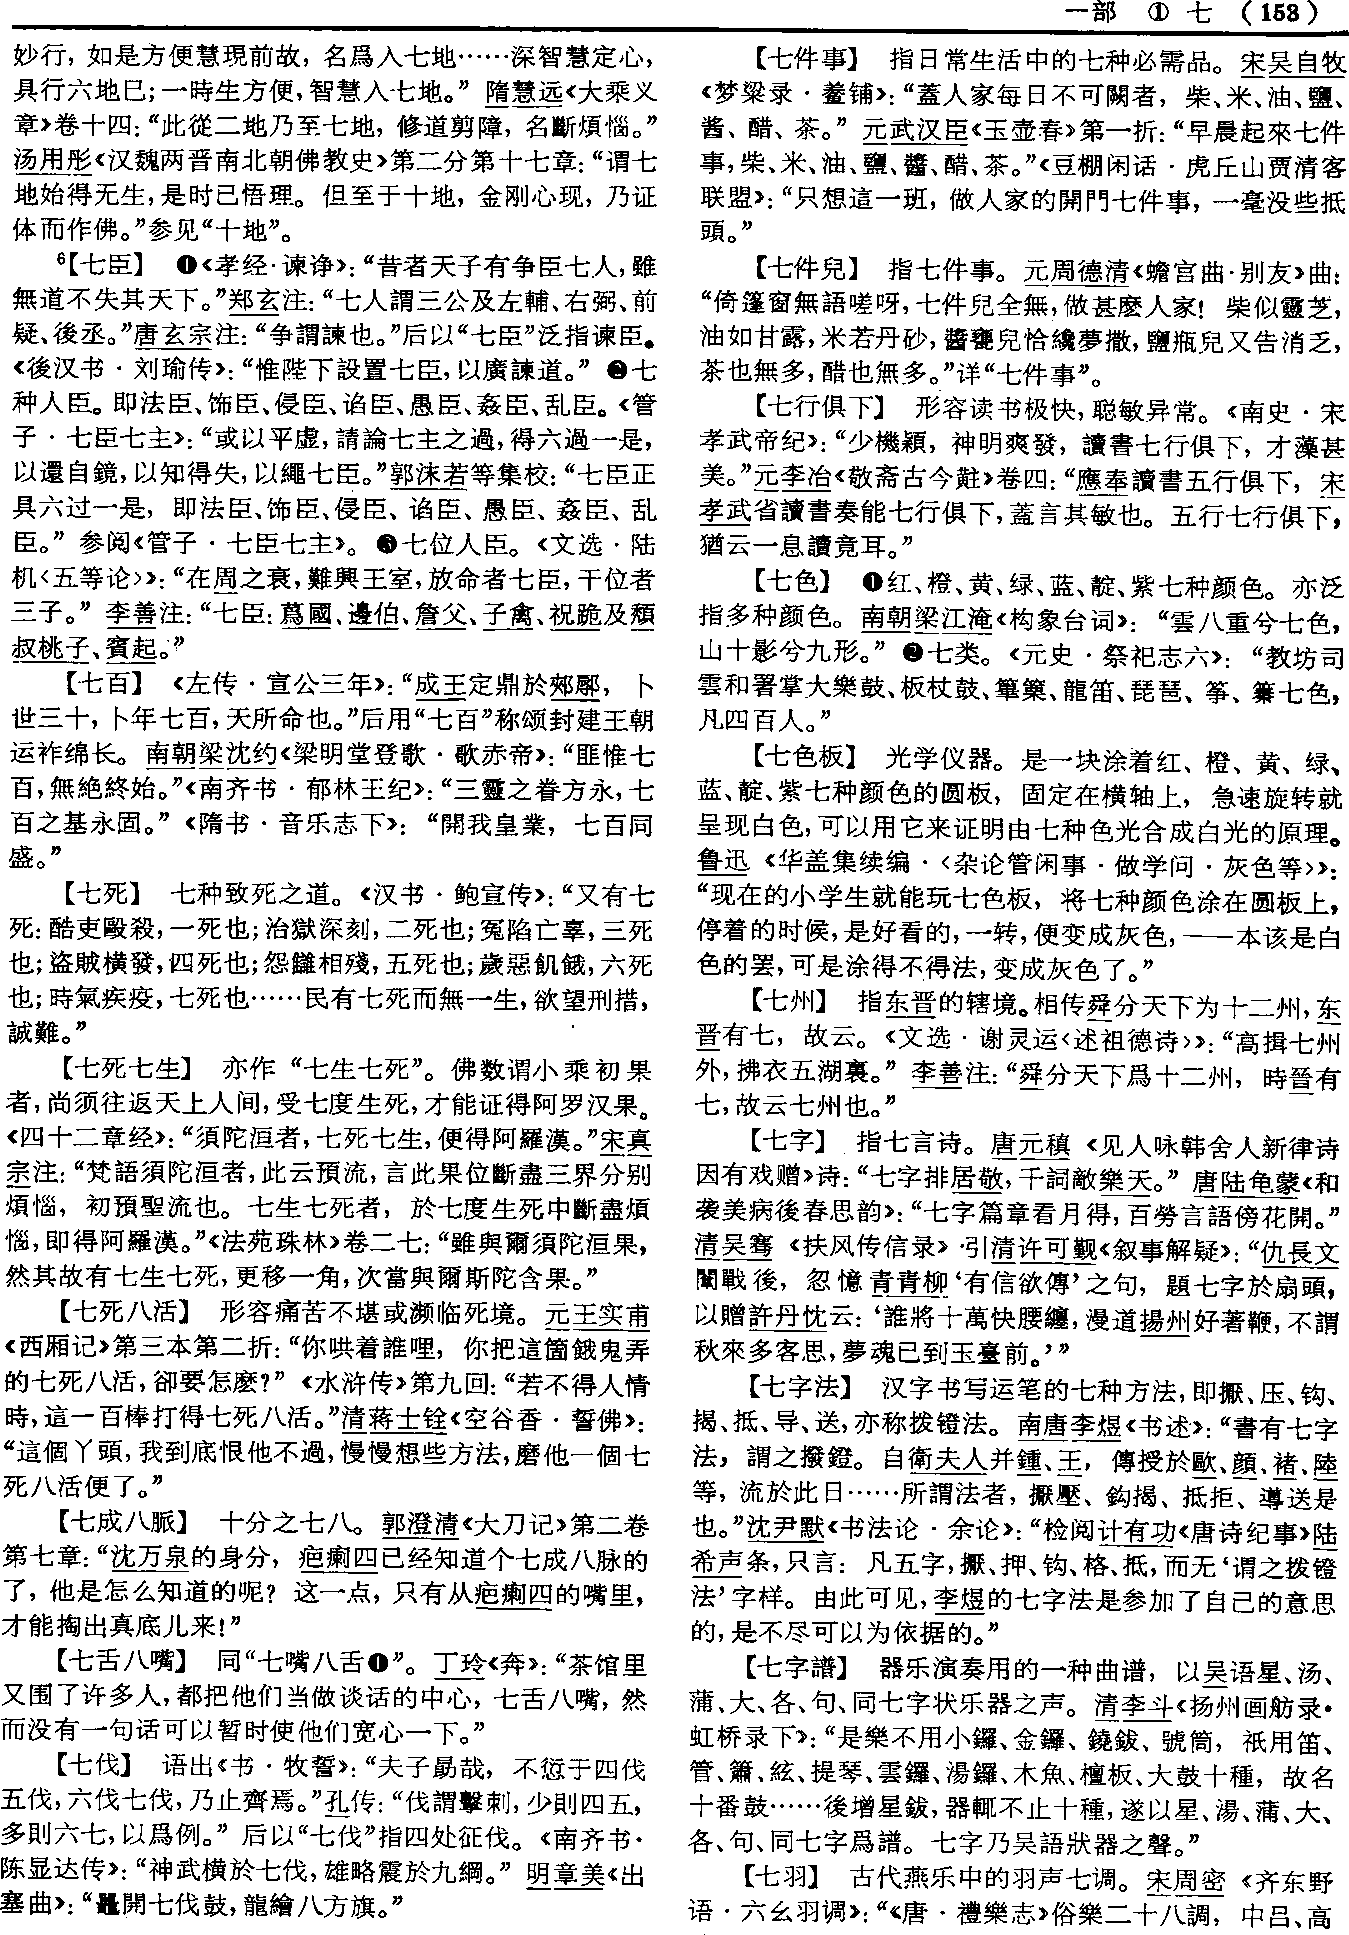 一部 ① 七 （153）
妙行，如是方便慧現前故，名爲入七地……深智慧定心，
具行六地巳；一時生方便，智慧入七地。”隋慧远《大乘义
章》卷十四：“此從二地乃至七地，修道剪障，名斷煩惱。”
汤用彤《汉魏两晋南北朝佛教史》第二分第十七章：“谓七
地始得无生，是时已悟理。但至于十地，金刚心现，乃证
体而作佛。”参见“十地”。
⁶【七臣】 ❶《孝经·谏诤》：“昔者天子有争臣七人，雖
無道不失其天下。”郑玄注：“七人謂三公及左輔、右弼、前
疑、後丞。”唐玄宗注：“争謂諫也。”后以“七臣”泛指谏臣。
《後汉书·刘瑜传》：“惟陛下設置七臣，以廣諫道。”❷七
种人臣。即法臣、饰臣、侵臣、谄臣、愚臣、姦臣、乱臣。《管
子·七臣七主》：“或以平虚，請論七主之過，得六過一是，
以還自鏡，以知得失，以繩七臣。”郭沫若等集校：“七臣正
具六过一是，即法臣、饰臣、侵臣、谄臣、愚臣、姦臣、乱
臣。”参阅《管子·七臣七主》。❸七位人臣。《文选·陆
机〈五等论〉》：“在周之衰，難興王室，放命者七臣，干位者
三子。”李善注：“七臣：蔿國、邊伯、詹父、子禽、祝跪及頽
叔桃子、賓起。”
【七百】 《左传·宣公三年》：“成王定鼎於郟鄏，卜
世三十，卜年七百，天所命也。”后用“七百”称颂封建王朝
运祚绵长。南朝梁沈约《梁明堂登歌·歌赤帝》：“匪惟七
百，無絶終始。”《南齐书·郁林王纪》：“三靈之眷方永，七
百之基永固。”《隋书·音乐志下》：“開我皇業，七百同
盛。”
【七死】 七种致死之道。《汉书·鲍宣传》：“又有七
死：酷吏毆殺，一死也；治獄深刻，二死也；冤陷亡辜，三死
也；盜賊橫發，四死也；怨讎相殘，五死也；歲惡飢餓，六死
也；時氣疾疫，七死也……民有七死而無一生，欲望刑措，
誠難。”
【七死七生】 亦作“七生七死”。佛数谓小乘初果
者，尚须往返天上人间，受七度生死，才能证得阿罗汉果。
《四十二章经》：“須陀洹者，七死七生，便得阿羅漢。”宋真
宗注：“梵語須陀洹者，此云預流，言此果位斷盡三界分别
煩惱，初預聖流也。七生七死者，於七度生死中斷盡煩
惱，即得阿羅漢。”《法苑珠林》卷二七：“雖與爾須陀洹果，
然其故有七生七死，更移一角，次當與爾斯陀含果。”
【七死八活】 形容痛苦不堪或濒临死境。元王实甫
《西厢记》第三本第二折：“你哄着誰哩，你把這箇餓鬼弄
的七死八活，卻要怎麽？”《水浒传》第九回：“若不得人情
時，這一百棒打得七死八活。”清蒋士铨《空谷香·誓佛》：
“這個丫頭，我到底恨他不過，慢慢想些方法，磨他一個七
死八活便了。”
【七成八脈】 十分之七八。郭澄清《大刀记》第二卷
第七章：“沈万泉的身分，疤瘌四已经知道个七成八脉的
了，他是怎么知道的呢？这一点，只有从疤瘌四的嘴里，
才能掏出真底儿来！”
【七舌八嘴】 同“七嘴八舌❶”。丁玲《奔》：“茶馆里
又围了许多人，都把他们当做谈话的中心，七舌八嘴，然
而没有一句话可以暂时使他们宽心一下。”
【七伐】 语出《书·牧誓》：“夫子勗哉，不愆于四伐
五伐，六伐七伐，乃止齊焉。”孔传：“伐謂擊刺，少則四五，
多則六七，以爲例。”后以“七伐”指四处征伐。《南齐书·
陈显达传》：“神武横於七伐，雄略震於九綱。”明章美《出
塞曲》：“鼉開七伐鼓，龍繪八方旗。”
【七件事】 指日常生活中的七种必需品。宋吴自牧
《梦粱录·鲞铺》：“蓋人家每日不可闕者，柴、米、油、鹽、
酱、醋、茶。”元武汉臣《玉壶春》第一折：“早晨起來七件
事，柴、米、油、鹽、醬、醋、茶。”《豆棚闲话·虎丘山贾清客
联盟》：“只想這一班，做人家的開門七件事，一毫没些抵
頭。”
【七件兒】 指七件事。元周德清《蟾宫曲·别友》曲：
“倚篷窗無語嗟呀，七件兒全無，做甚麽人家！柴似靈芝，
油如甘露，米若丹砂，醬甕兒恰纔夢撒，鹽瓶兒又告消乏，
茶也無多，醋也無多。”详“七件事”。
【七行俱下】 形容读书极快，聪敏异常。《南史·宋
孝武帝纪》：“少機穎，神明爽發，讀書七行俱下，才藻甚
美。”元李冶《敬斋古今黈》卷四：“應奉讀書五行俱下，宋
孝武省讀書奏能七行俱下，蓋言其敏也。五行七行俱下，
猶云一息讀竟耳。”
【七色】 ❶红、橙、黄、绿、蓝、靛、紫七种颜色。亦泛
指多种颜色。南朝梁江淹《构象台词》：“雲八重兮七色，
山十影兮九形。”❷七类。《元史·祭祀志六》：“教坊司
雲和署掌大樂鼓、板杖鼓、篳篥、龍笛、琵琶、筝、䇲七色，
凡四百人。”
【七色板】 光学仪器。是一块涂着红、橙、黄、绿、
蓝、靛、紫七种颜色的圆板，固定在横轴上，急速旋转就
呈现白色，可以用它来证明由七种色光合成白光的原理。
鲁迅《华盖集续编·〈杂论管闲事·做学问·灰色等〉》：
“现在的小学生就能玩七色板，将七种颜色涂在圆板上，
停着的时候，是好看的，一转，便变成灰色，——本该是白
色的罢，可是涂得不得法，变成灰色了。”
【七州】 指东晋的辖境。相传舜分天下为十二州，东
晋有七，故云。《文选·谢灵运〈述祖德诗〉》：“高揖七州
外，拂衣五湖裏。”李善注：“舜分天下爲十二州，時晉有
七，故云七州也。”
【七字】 指七言诗。唐元稹《见人咏韩舍人新律诗
因有戏赠》诗：“七字排居敬，千詞敵樂天。”唐陆龟蒙《和
袭美病後春思韵》：“七字篇章看月得，百勞言語傍花開。”
清吴骞《扶风传信录》·引清许可觐《叙事解疑》：“仇長文
闈戰後，忽憶青青柳‘有信欲傳’之句，題七字於扇頭，
以贈許丹忱云：‘誰將十萬快腰纏，漫道揚州好著鞭，不謂
秋來多客思，夢魂已到玉臺前。’”
【七字法】 汉字书写运笔的七种方法，即擫、压、钩、
揭、抵、导、送，亦称拨镫法。南唐李煜《书述》：“書有七字
法，謂之撥鐙。自衛夫人并鍾、王，傳授於歐、顔、褚、陸
等，流於此日……所謂法者，擫壓、鈎揭、抵拒、導送是
也。”沈尹默《书法论·余论》：“检阅计有功《唐诗纪事》陆
希声条，只言：凡五字，擫、押、钩、格、抵，而无‘谓之拨镫
法’字样。由此可见，李煜的七字法是参加了自己的意思
的，是不尽可以为依据的。”
【七字譜】 器乐演奏用的一种曲谱，以吴语星、汤、
蒲、大、各、句、同七字状乐器之声。清李斗《扬州画舫录·
虹桥录下》：“是樂不用小鑼、金鑼、鐃鈸、號筒，祇用笛、
管、簫、絃、提琴、雲鑼、湯鑼、木魚、檀板、大鼓十種，故名
十番鼓……後增星鈸，器輒不止十種，遂以星、湯、蒲、大、
各、句、同七字爲譜。七字乃吴語狀器之聲。”
【七羽】 古代燕乐中的羽声七调。宋周密《齐东野
语·六幺羽调》：“《唐·禮樂志》俗樂二十八調，中吕、高